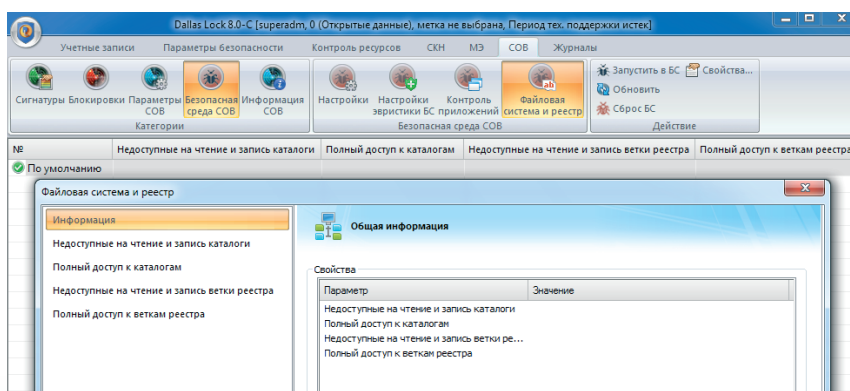 Dallas Lock 8.0-C [superadm, 0 (Открытые данные), метка не выбрана, Период тех. поддержки истек]
Учетные записи Параметры безопасности Контроль ресурсов СКН МЭ СОВ Журналы
Сигнатуры Блокировки Параметры СОВ Безопасная среда СОВ Информация СОВ
Категории
Настройки Настройки эвристики БС Контроль приложений Файловая система и реестр
Безопасная среда СОВ
Запустить в БС Свойства...
Обновить
Сброс БС
Действие
№ Недоступные на чтение и запись каталоги Полный доступ к каталогам Недоступные на чтение и запись ветки реестра Полный доступ к веткам реестра
По умолчанию
Файловая система и реестр
Информация
Недоступные на чтение и запись каталоги
Полный доступ к каталогам
Недоступные на чтение и запись ветки реестра
Полный доступ к веткам реестра
Общая информация
Свойства
Параметр Значение
Недоступные на чтение и запись каталоги
Полный доступ к каталогам
Недоступные на чтение и запись ветки ре...
Полный доступ к веткам реестра